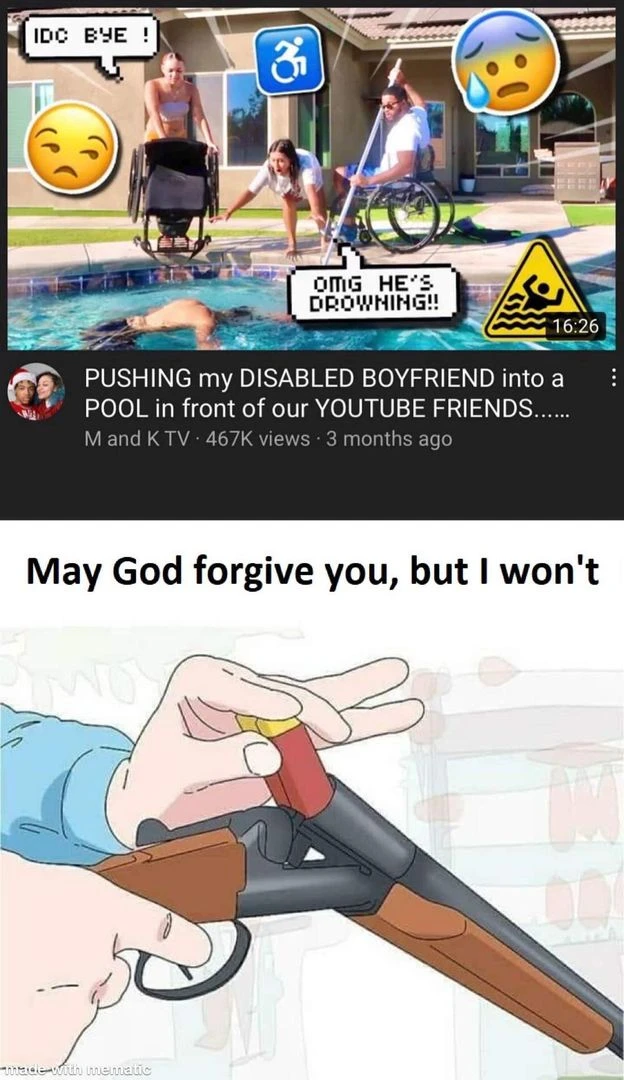 IDC BYE !
OMG HE'S
DROWNING!!
16:26
PUSHING my DISABLED BOYFRIEND into a
POOL in front of our YOUTUBE FRIENDS......
M and K TV · 467K views · 3 months ago
May God forgive you, but I won't
made with mematic